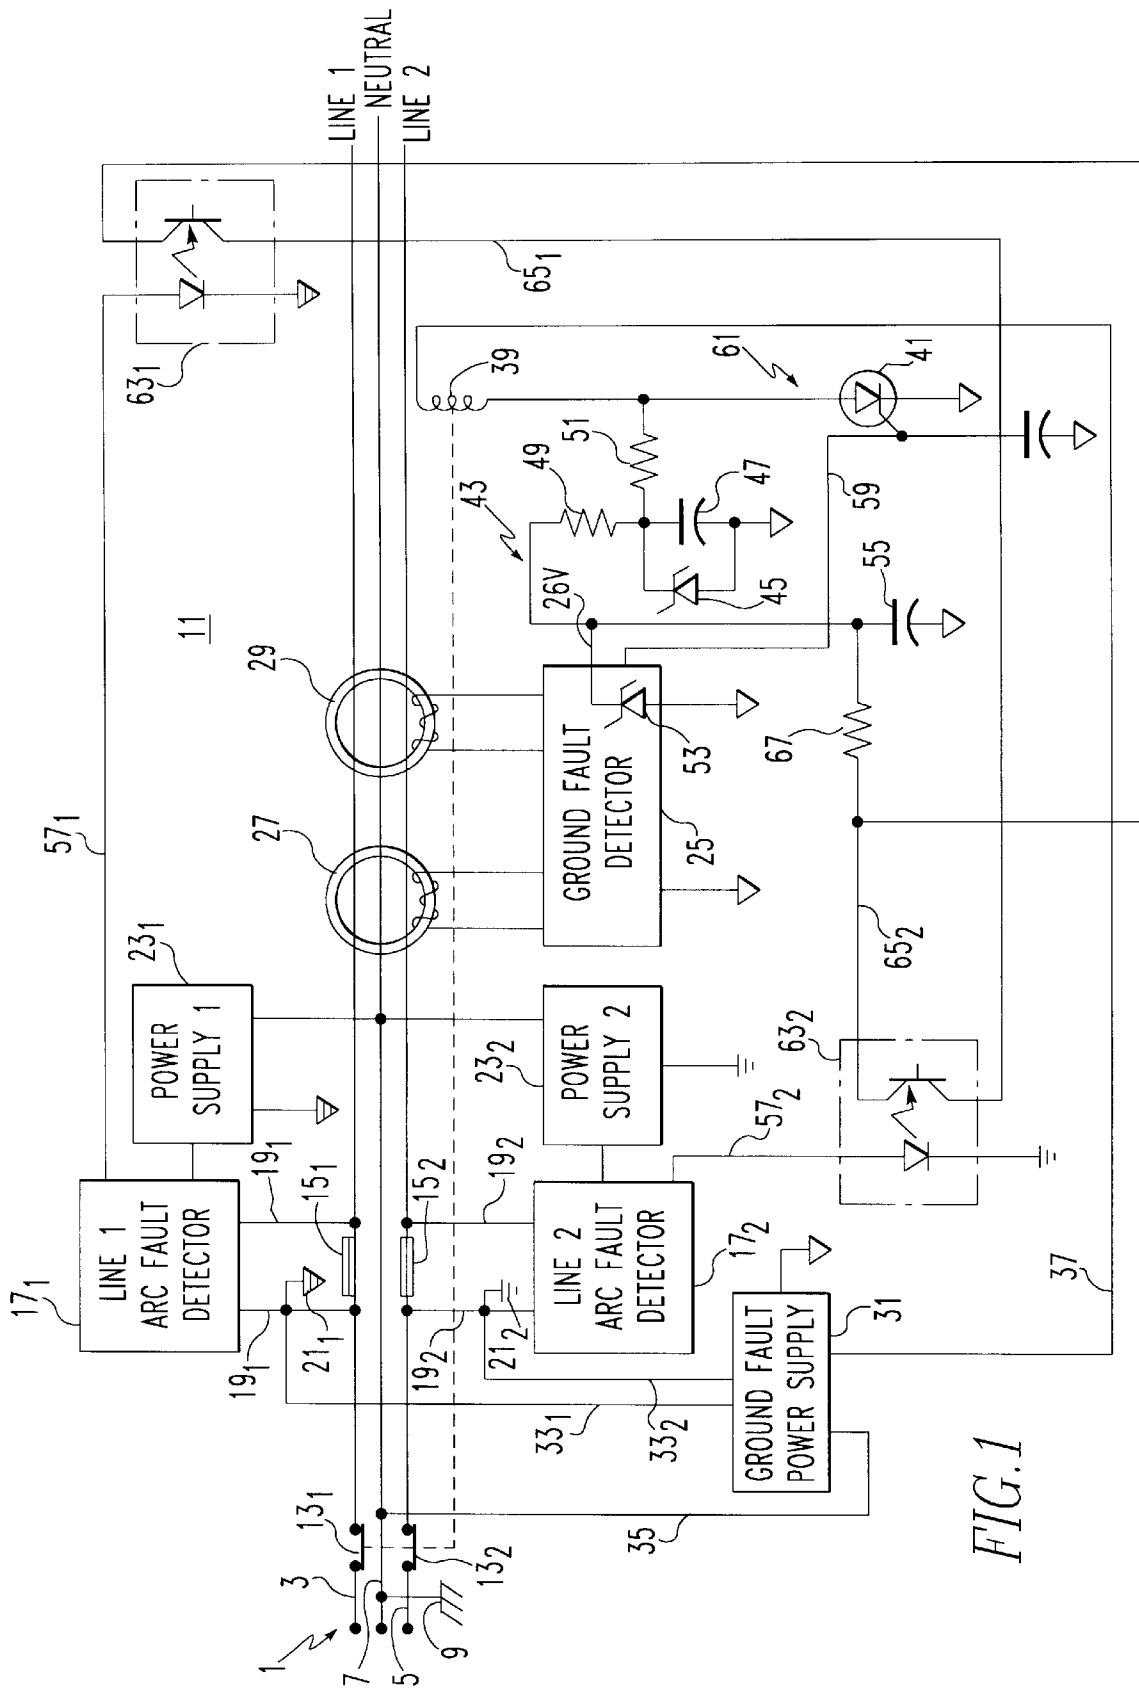 LINE 1
NEUTRAL
LINE 2
63₁
65₁
57₁
11
29
27
39
61
41
51
49
43
47
45
26V
59
55
53
67
GROUND FAULT
DETECTOR
25
65₂
23₁
POWER
SUPPLY 1
23₂
POWER
SUPPLY 2
63₂
57₂
17₁
LINE 1
ARC FAULT
DETECTOR
19₁
19₁
15₁
21₁
15₂
19₂
19₂
21₂
LINE 2
ARC FAULT
DETECTOR
17₂
33₁
33₂
GROUND FAULT
POWER SUPPLY
31
37
35
13₁
13₂
1
3
7
5
9
FIG.1